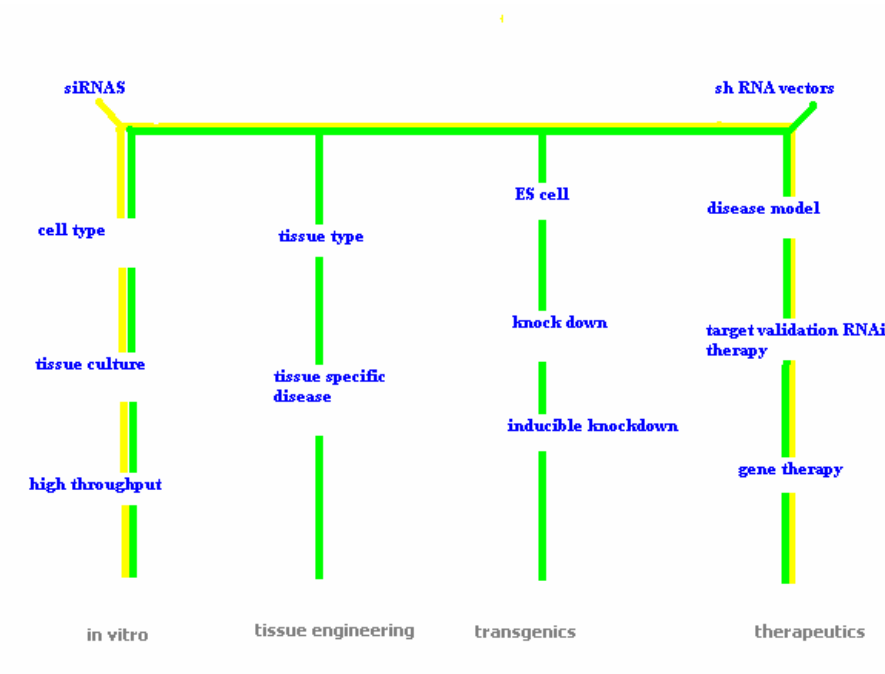 siRNAS
sh RNA vectors
cell type
tissue culture
high throughput
in vitro
tissue type
tissue specific
disease
tissue engineering
ES cell
knock down
inducible knockdown
transgenics
disease model
target validation RNAi
therapy
gene therapy
therapeutics